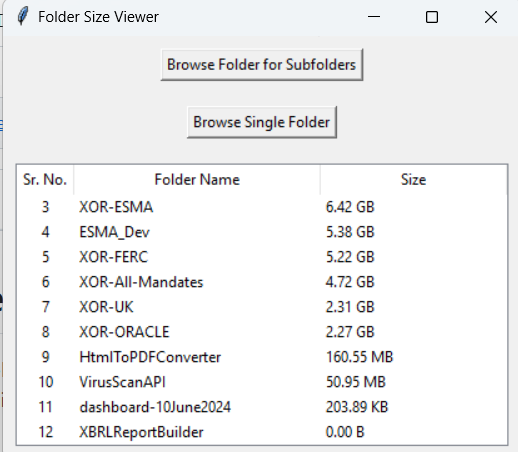 Folder Size Viewer
Browse Folder for Subfolders
Browse Single Folder
Sr. No. Folder Name Size
3 XOR-ESMA 6.42 GB
4 ESMA_Dev 5.38 GB
5 XOR-FERC 5.22 GB
6 XOR-All-Mandates 4.72 GB
7 XOR-UK 2.31 GB
8 XOR-ORACLE 2.27 GB
9 HtmlToPDFConverter 160.55 MB
10 VirusScanAPI 50.95 MB
11 dashboard-10June2024 203.89 KB
12 XBRLReportBuilder 0.00 B